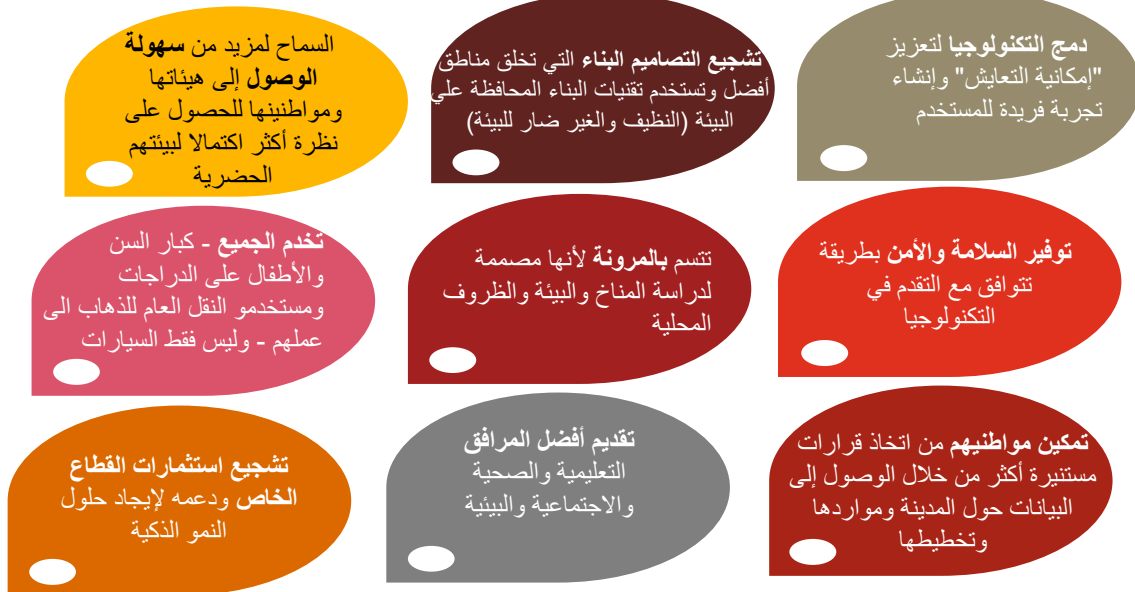 دمج التكنولوجيا لتعزيز
"إمكانية التعايش" وإنشاء
تجربة فريدة للمستخدم
تشجيع التصاميم البناء التي تخلق مناطق
أفضل وتستخدم تقنيات البناء المحافظة علي
البيئة (النظيف والغير ضار للبيئة)
السماح لمزيد من سهولة
الوصول إلى هيئاتها
ومواطنينها للحصول على
نظرة أكثر اكتمالا لبيئتهم
الحضرية
توفير السلامة والأمن بطريقة
تتوافق مع التقدم في
التكنولوجيا
تتسم بالمرونة لأنها مصممة
لدراسة المناخ والبيئة والظروف
المحلية
تخدم الجميع - كبار السن
والأطفال على الدراجات
ومستخدمو النقل العام للذهاب الى
عملهم - وليس فقط السيارات
تمكين مواطنيهم من اتخاذ قرارات
مستنيرة أكثر من خلال الوصول إلى
البيانات حول المدينة ومواردها
وتخطيطها
تقديم أفضل المرافق
التعليمية والصحية
والاجتماعية والبيئية
تشجيع استثمارات القطاع
الخاص ودعمه لإيجاد حلول
النمو الذكية